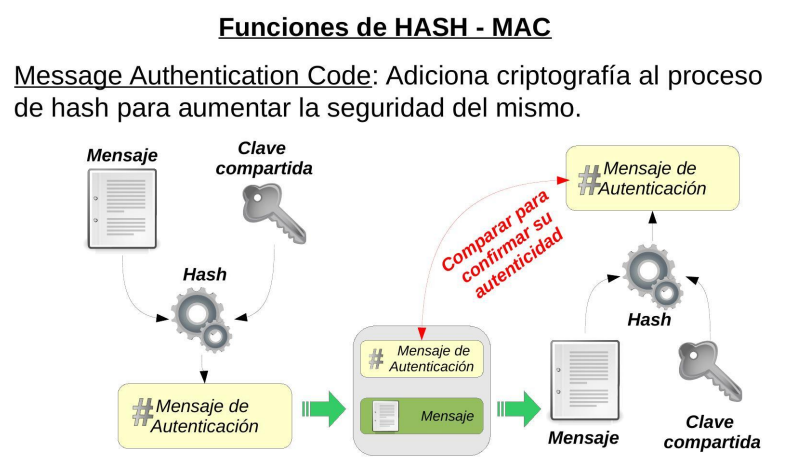 Funciones de HASH - MAC
Message Authentication Code: Adiciona criptografía al proceso
de hash para aumentar la seguridad del mismo.
Mensaje
Clave
compartida
Hash
#Mensaje de
Autenticación
Comparar para
confirmar su
autenticidad
# Mensaje de
Autenticación
Mensaje
#Mensaje de
Autenticación
Hash
Mensaje
Clave
compartida